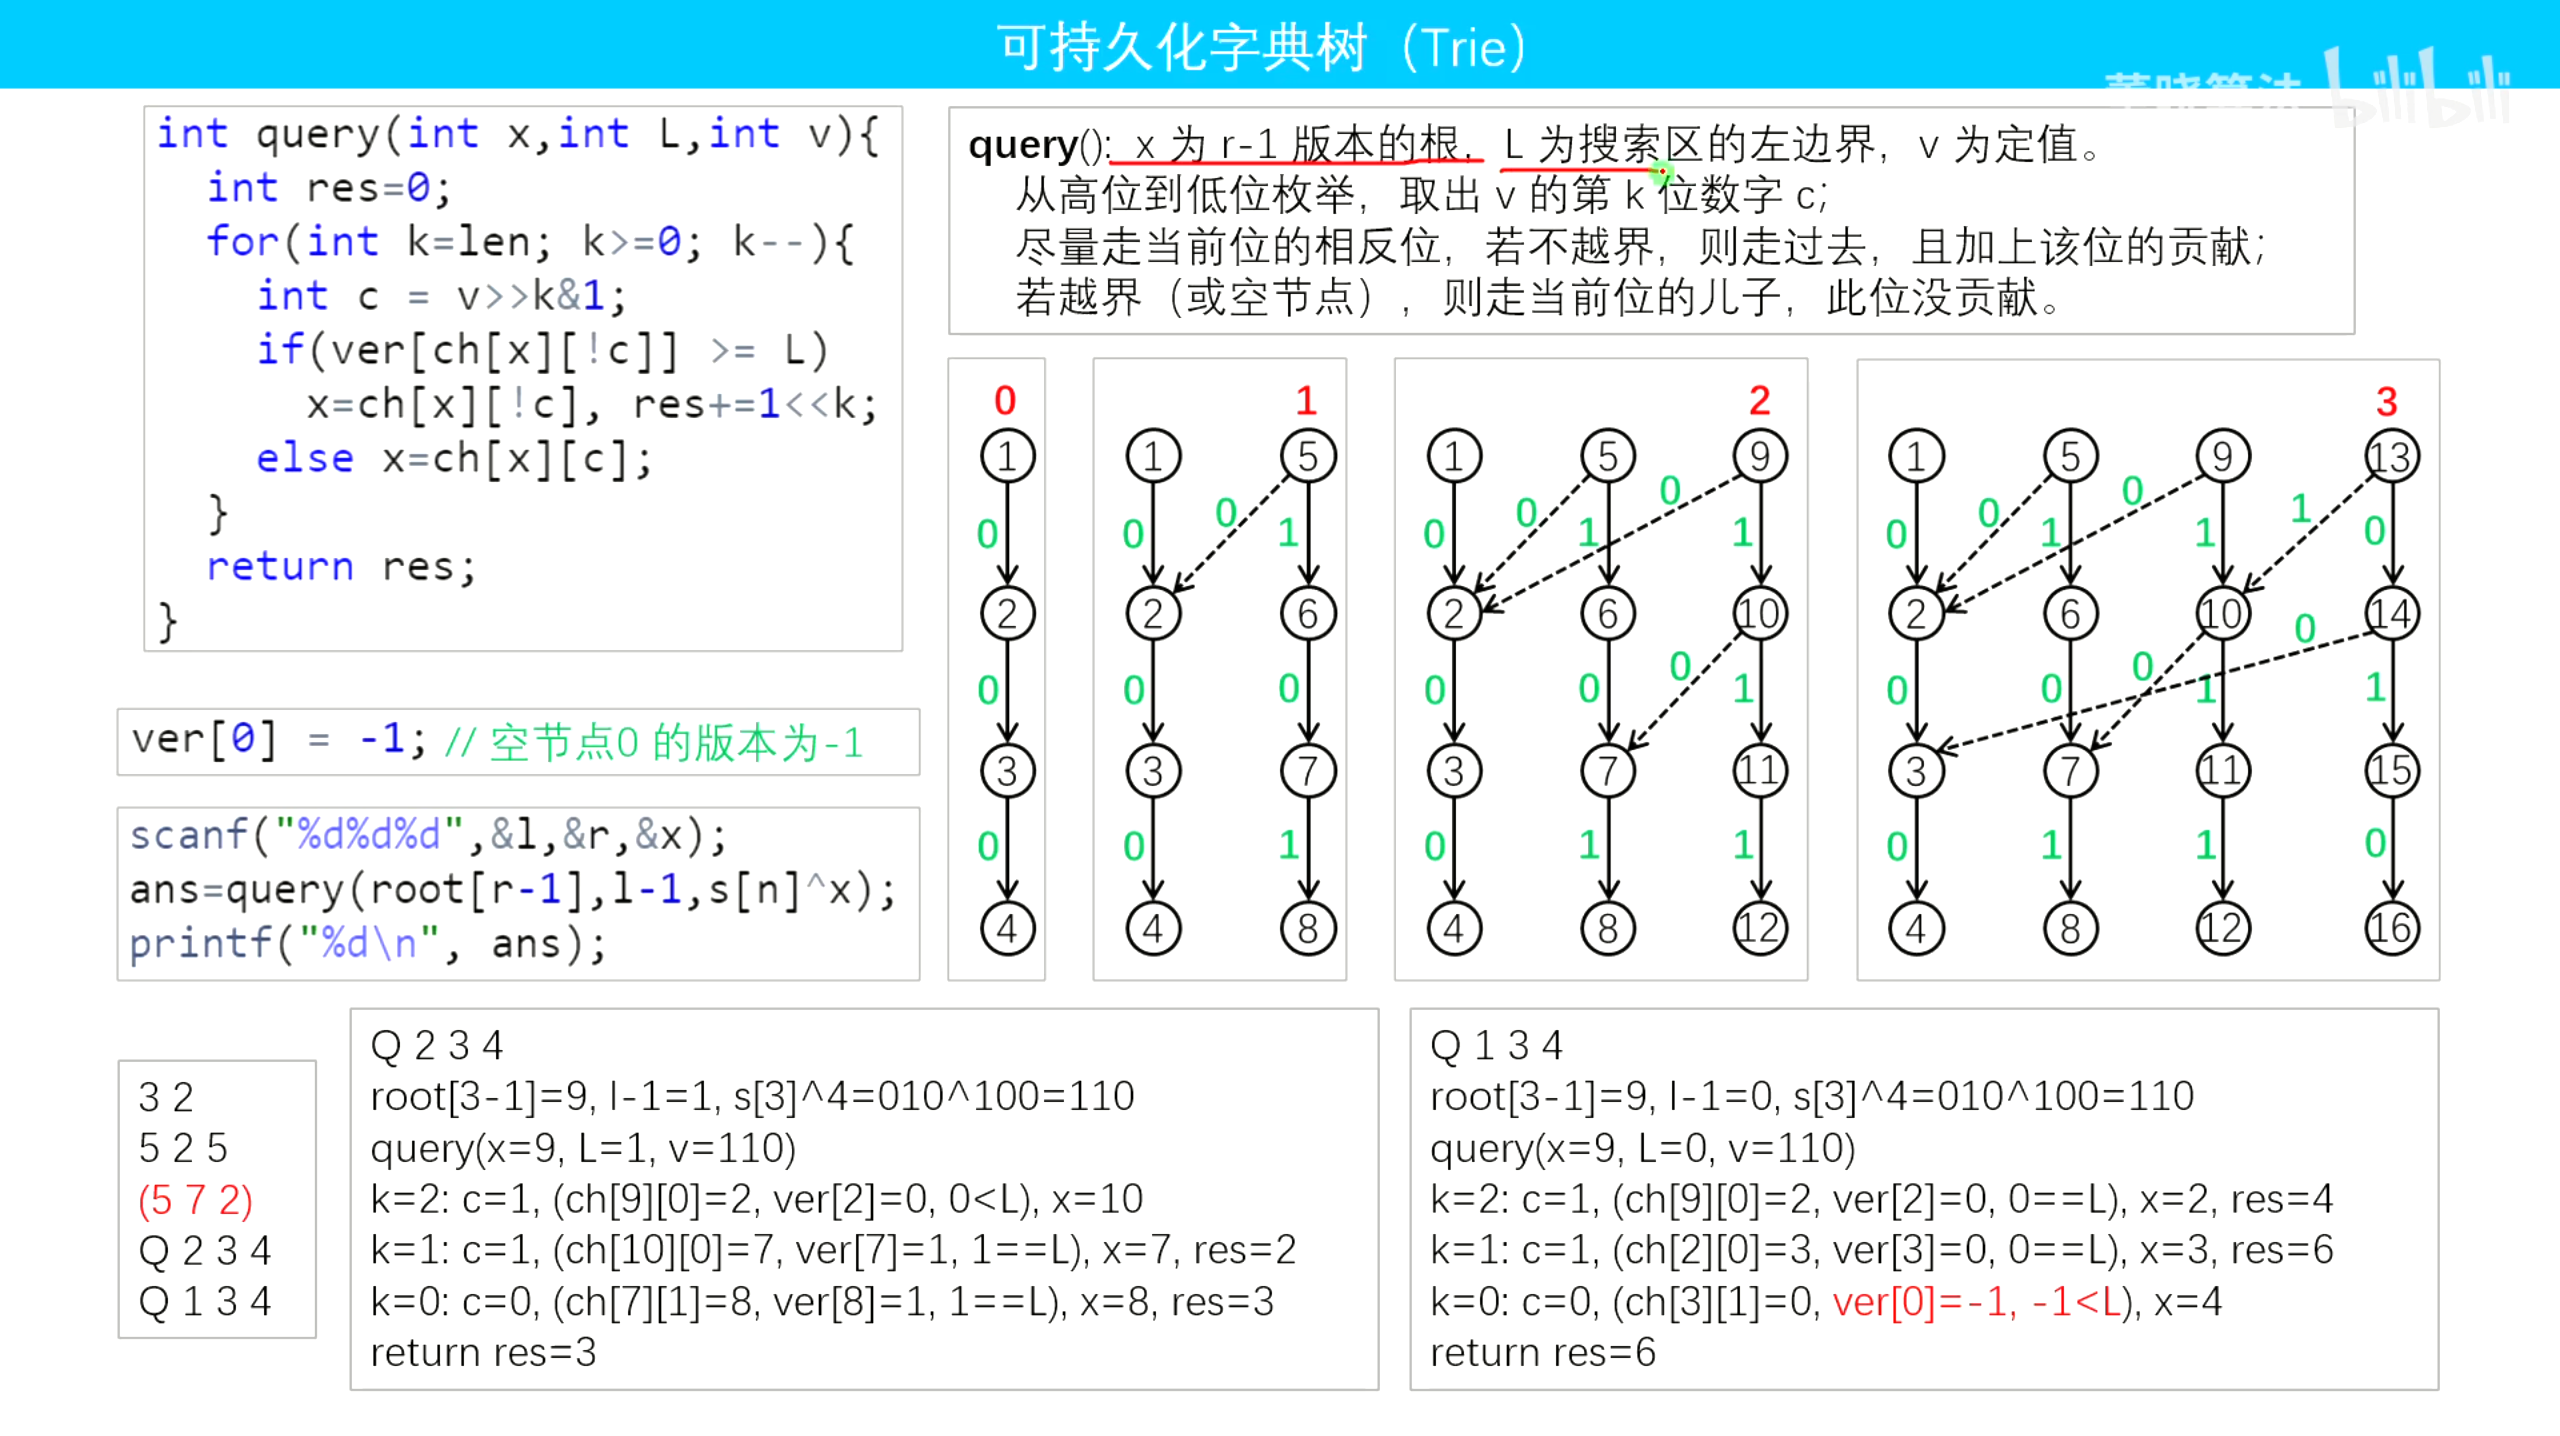 可持久化字典树（Trie）
bilibili
int query(int x,int L,int v){
int res=0;
for(int k=len; k>=0; k--){
int c = v>>k&1;
if(ver[ch[x][!c]] >= L)
x=ch[x][!c], res+=1<<k;
else x=ch[x][c];
}
return res;
}
ver[0] = -1; // 空节点0 的版本为-1
scanf("%d%d%d",&l,&r,&x);
ans=query(root[r-1],l-1,s[n]^x);
printf("%d\n", ans);
query(): x 为 r-1 版本的根，L 为搜索区的左边界，v 为定值。
从高位到低位枚举，取出 v 的第 k 位数字 c;
尽量走当前位的相反位，若不越界，则走过去，且加上该位的贡献;
若越界（或空节点），则走当前位的儿子，此位没贡献。
0
1
0
2
0
3
0
4
1
1 5
0 0 1
2 6
0 0
3 7
0 1
4 8
2
1 5 9
0 0 1 0 1
2 6 10
0 0 0 1
3 7 11
0 1 1
4 8 12
3
1 5 9 13
0 0 1 0 1 1 0
2 6 10 14
0 0 0 1 0 1
3 7 11 15
0 1 1 0
4 8 12 16
3 2
5 2 5
(5 7 2)
Q 2 3 4
Q 1 3 4
Q 2 3 4
root[3-1]=9, l-1=1, s[3]^4=010^100=110
query(x=9, L=1, v=110)
k=2: c=1, (ch[9][0]=2, ver[2]=0, 0<L), x=10
k=1: c=1, (ch[10][0]=7, ver[7]=1, 1==L), x=7, res=2
k=0: c=0, (ch[7][1]=8, ver[8]=1, 1==L), x=8, res=3
return res=3
Q 1 3 4
root[3-1]=9, l-1=0, s[3]^4=010^100=110
query(x=9, L=0, v=110)
k=2: c=1, (ch[9][0]=2, ver[2]=0, 0==L), x=2, res=4
k=1: c=1, (ch[2][0]=3, ver[3]=0, 0==L), x=3, res=6
k=0: c=0, (ch[3][1]=0, ver[0]=-1, -1<L), x=4
return res=6